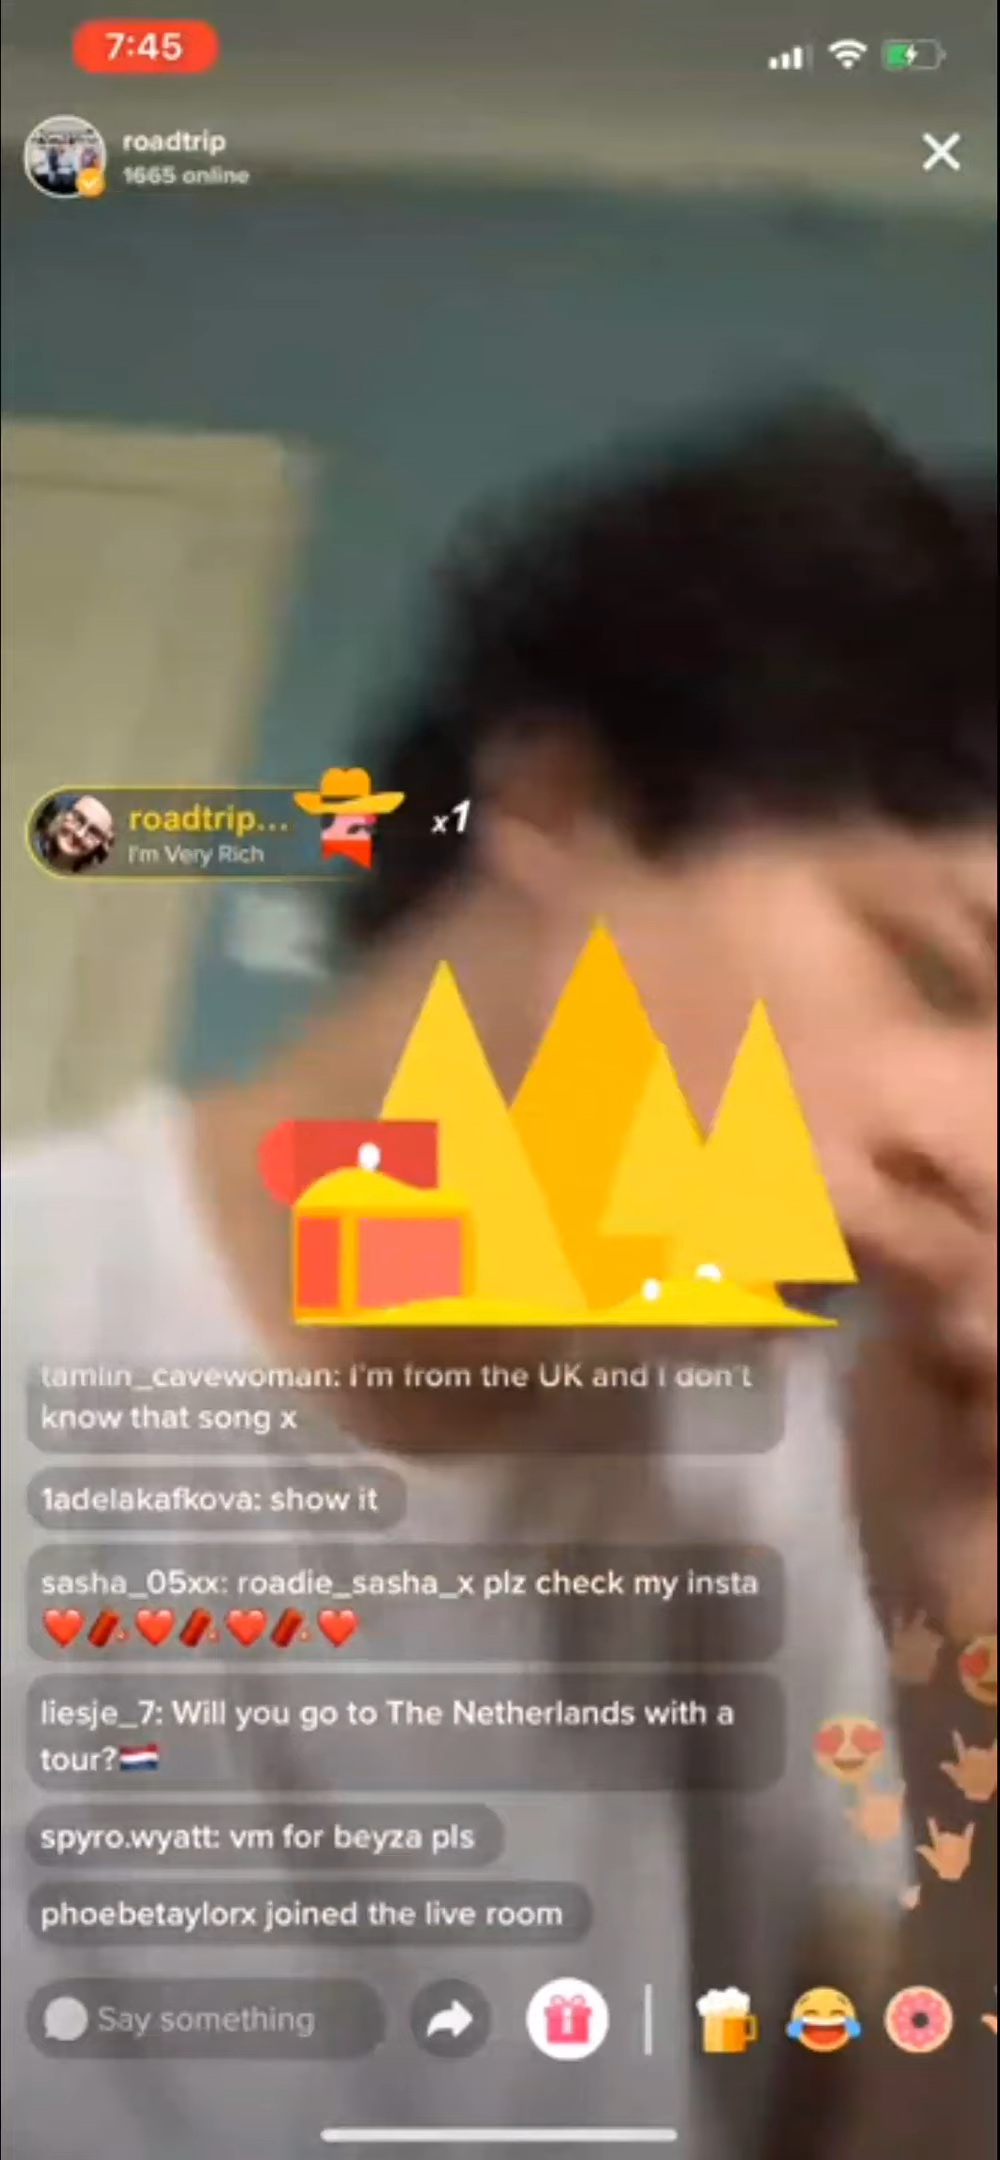 7:45
roadtrip
1665 online
roadtrip...
I'm Very Rich
x1
tamlin_cavewoman: I'm from the UK and I don't
know that song x
1adelakafkova: show it
sasha_05xx: roadie_sasha_x plz check my insta
❤️🧨❤️🧨❤️🧨❤️
liesje_7: Will you go to The Netherlands with a
tour?🇳🇱
spyro.wyatt: vm for beyza pls
phoebetaylorx joined the live room
Say something